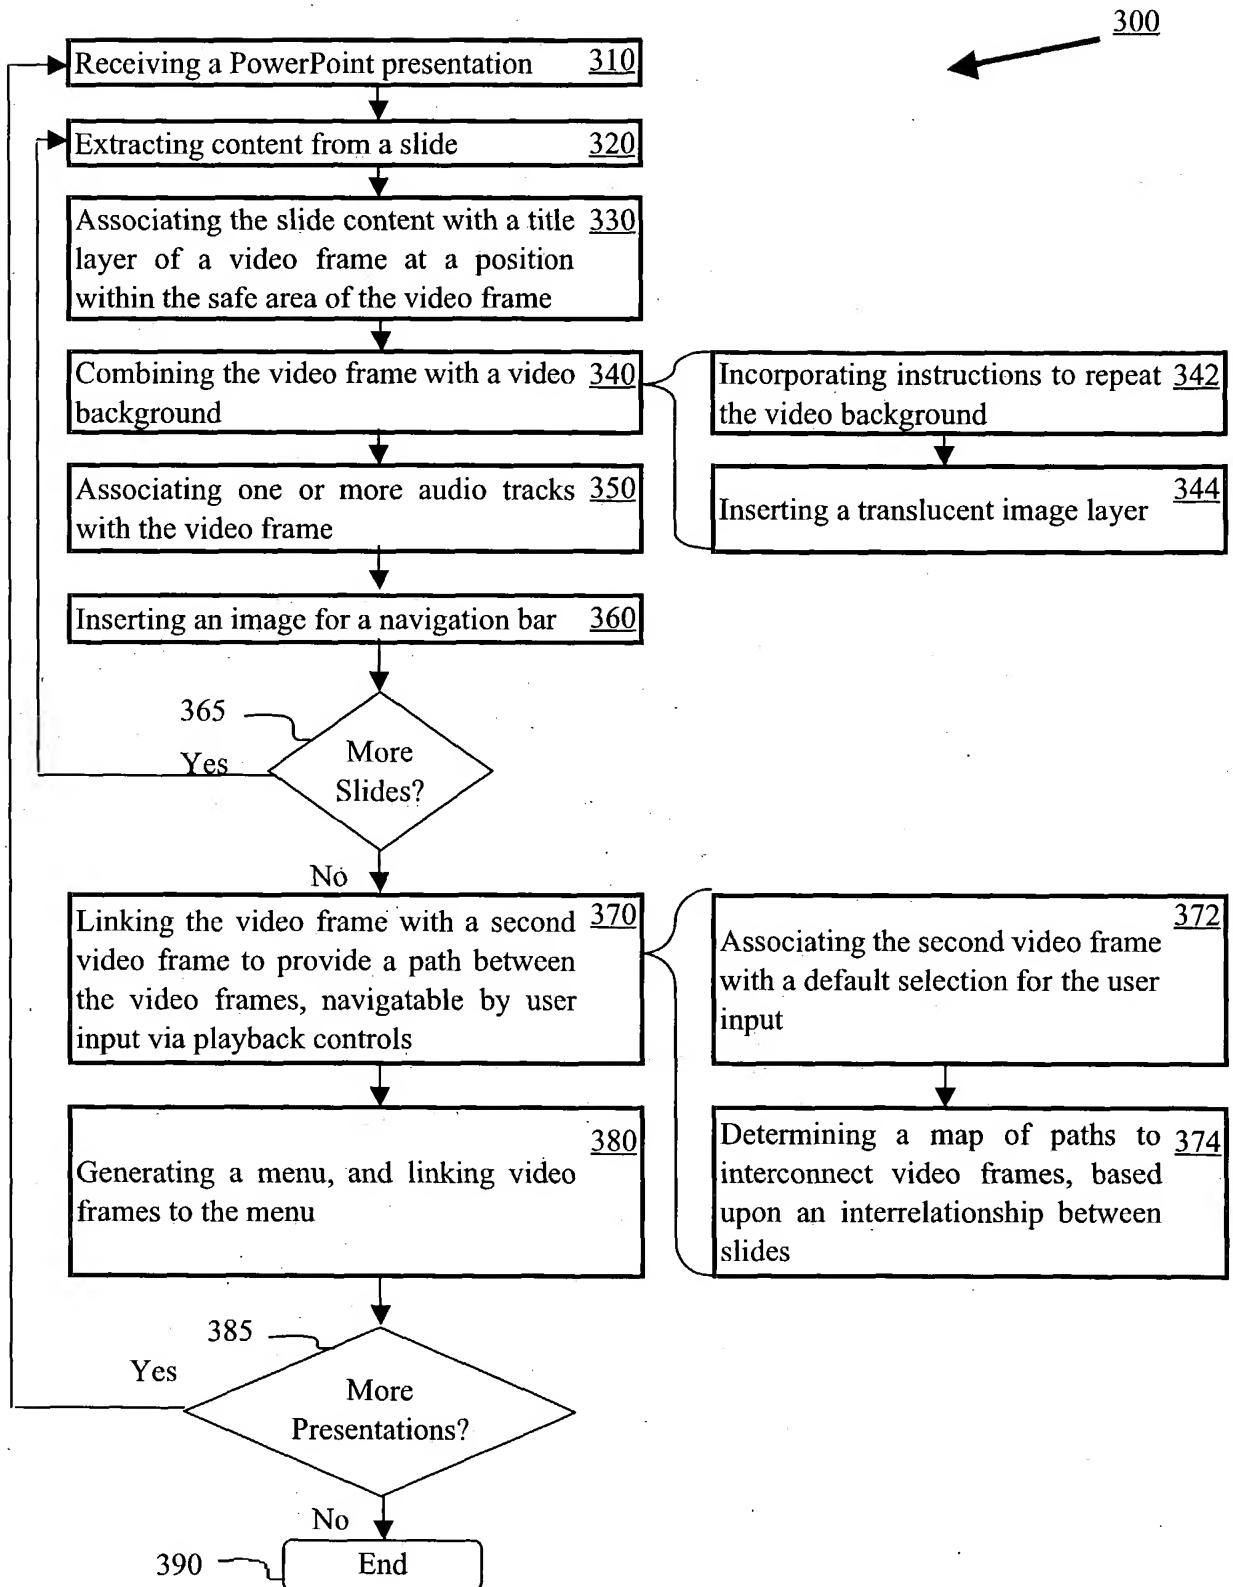 300
Receiving a PowerPoint presentation 310
Extracting content from a slide 320
Associating the slide content with a title 330
layer of a video frame at a position
within the safe area of the video frame
Combining the video frame with a video 340
background
Incorporating instructions to repeat 342
the video background
Associating one or more audio tracks 350
with the video frame
344
Inserting a translucent image layer
Inserting an image for a navigation bar 360
365
More
Slides?
Yes
No
Linking the video frame with a second 370
video frame to provide a path between
the video frames, navigatable by user
input via playback controls
372
Associating the second video frame
with a default selection for the user
input
380
Generating a menu, and linking video
frames to the menu
Determining a map of paths to 374
interconnect video frames, based
upon an interrelationship between
slides
385
Yes
More
Presentations?
No
390
End